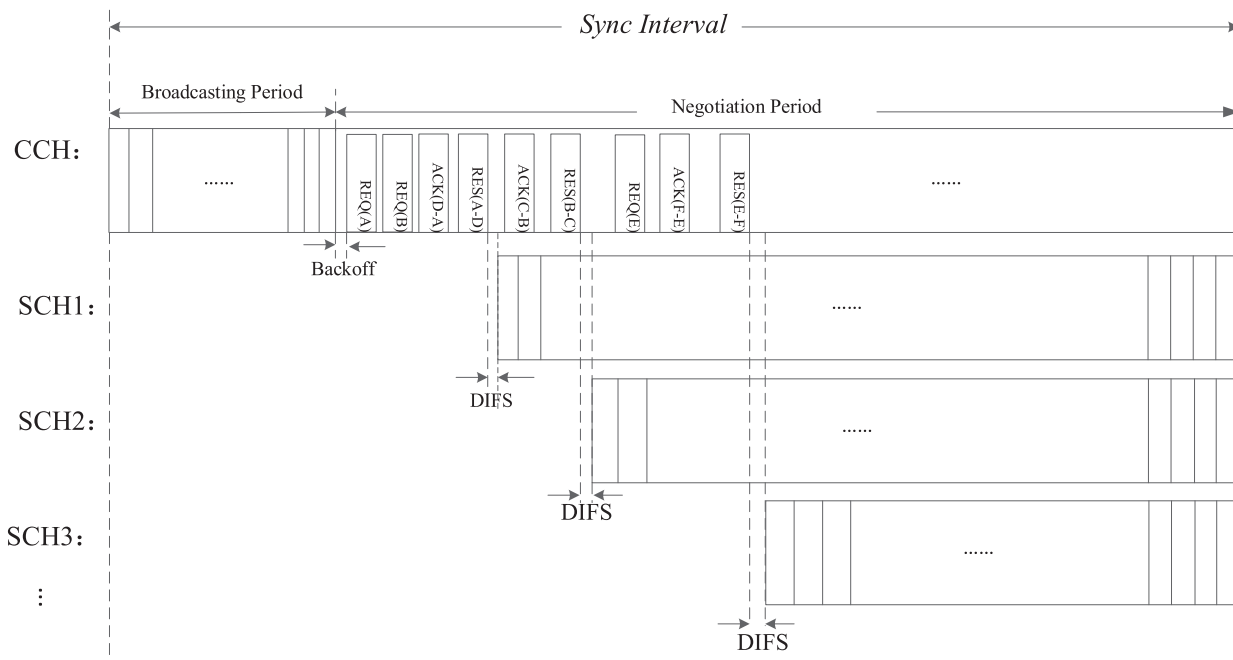 Sync Interval
Broadcasting Period
Negotiation Period
CCH：
......
REQ(A)
REQ(B)
ACK(D-A)
RES(A-D)
ACK(C-B)
RES(B-C)
REQ(E)
ACK(F-E)
RES(E-F)
......
Backoff
SCH1：
......
DIFS
SCH2：
......
DIFS
SCH3：
......
⋮
DIFS